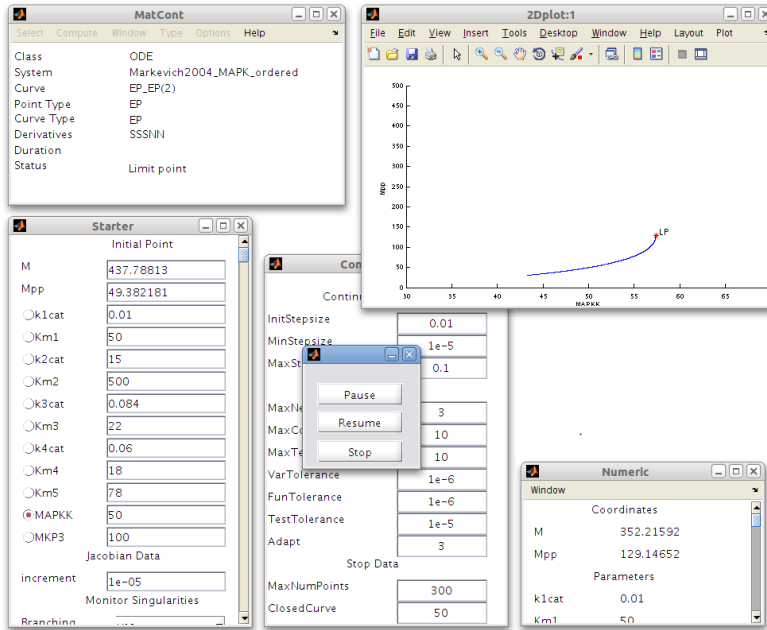 MatCont
Select Compute Window Type Options Help
Class ODE
System Markevich2004_MAPK_ordered
Curve EP_EP(2)
Point Type EP
Curve Type EP
Derivatives SSSNN
Duration
Status Limit point
2Dplot:1
File Edit View Insert Tools Desktop Window Help Layout Plot
500
450
400
350
300
250
200
150
100
50
0
Mpp
LP
30 35 40 45 50 55 60 65
MAPKK
Starter
Initial Point
M 437.78813
Mpp 49.382181
k1cat 0.01
Km1 50
k2cat 15
Km2 500
k3cat 0.084
Km3 22
k4cat 0.06
Km4 18
Km5 78
MAPKK 50
MKP3 100
Jacobian Data
increment 1e-05
Monitor Singularities
Branching
Con
Continu
InitStepsize 0.01
MinStepsize 1e-5
MaxSt 0.1
MaxNe 3
MaxCo 10
MaxTe 10
VarTolerance 1e-6
FunTolerance 1e-6
TestTolerance 1e-5
Adapt 3
Stop Data
MaxNumPoints 300
ClosedCurve 50
Pause
Resume
Stop
Numeric
Window
Coordinates
M 352.21592
Mpp 129.14652
Parameters
k1cat 0.01
Km1 50